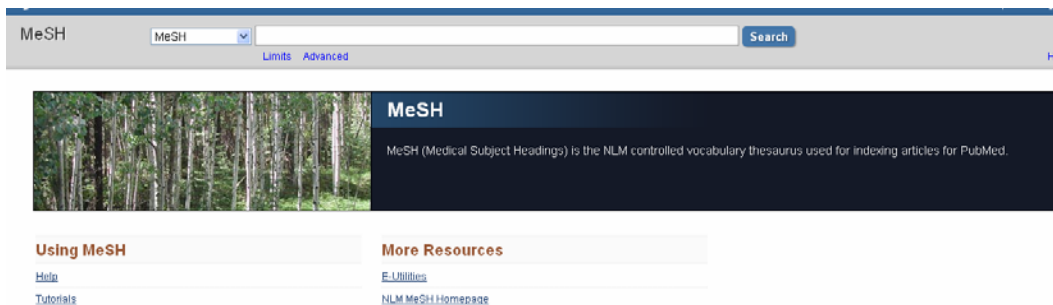 MeSH MeSH Search
Limits Advanced
MeSH
MeSH (Medical Subject Headings) is the NLM controlled vocabulary thesaurus used for indexing articles for PubMed.
Using MeSH More Resources
Help E-Utilities
Tutorials NLM MeSH Homepage